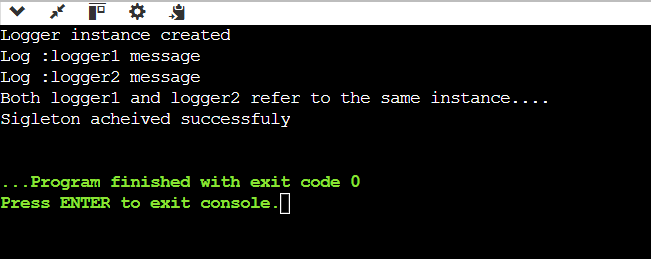 Logger instance created
Log :logger1 message
Log :logger2 message
Both logger1 and logger2 refer to the same instance....
Sigleton acheived successfuly
...Program finished with exit code 0
Press ENTER to exit console.